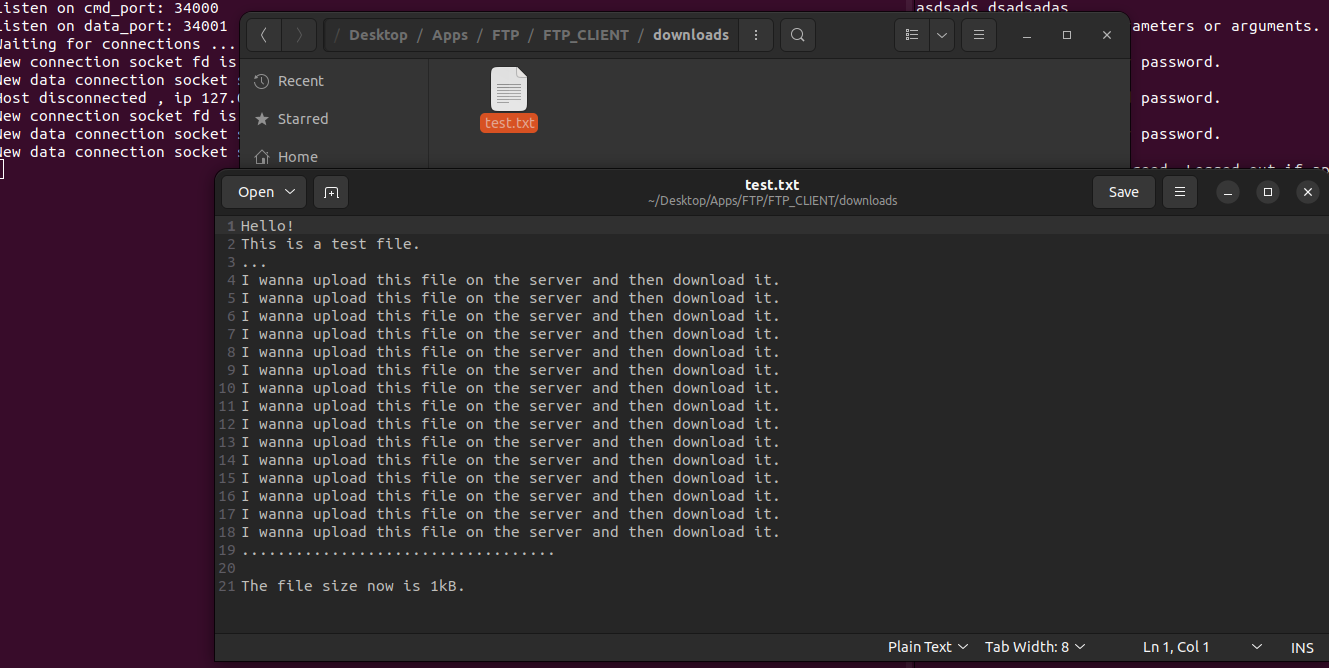 Listen on cmd_port: 34000
Listen on data_port: 34001
Waiting for connections ...
New connection socket fd is
New data connection socket
Host disconnected , ip 127.
New connection socket fd is
New data connection socket
New data connection socket
asdsads dsadsadas
ameters or arguments.
password.
password.
password.
/ Desktop / Apps / FTP / FTP_CLIENT / downloads
Recent
Starred
Home
test.txt
Open
test.txt
~/Desktop/Apps/FTP/FTP_CLIENT/downloads
Save
1 Hello!
2 This is a test file.
3 ...
4 I wanna upload this file on the server and then download it.
5 I wanna upload this file on the server and then download it.
6 I wanna upload this file on the server and then download it.
7 I wanna upload this file on the server and then download it.
8 I wanna upload this file on the server and then download it.
9 I wanna upload this file on the server and then download it.
10 I wanna upload this file on the server and then download it.
11 I wanna upload this file on the server and then download it.
12 I wanna upload this file on the server and then download it.
13 I wanna upload this file on the server and then download it.
14 I wanna upload this file on the server and then download it.
15 I wanna upload this file on the server and then download it.
16 I wanna upload this file on the server and then download it.
17 I wanna upload this file on the server and then download it.
18 I wanna upload this file on the server and then download it.
19 ...................................
20
21 The file size now is 1kB.
Plain Text Tab Width: 8 Ln 1, Col 1 INS